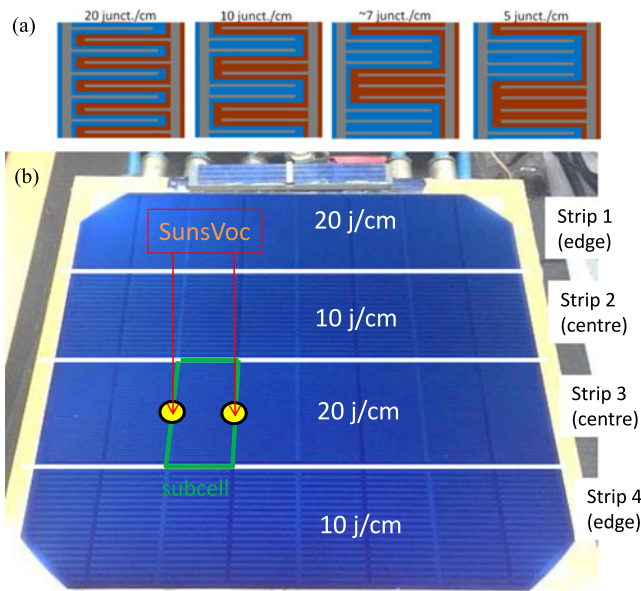 (a)
20 junct./cm 10 junct./cm ~7 junct./cm 5 junct./cm
(b)
SunsVoc
20 j/cm
Strip 1
(edge)
10 j/cm
Strip 2
(centre)
20 j/cm
Strip 3
(centre)
subcell
10 j/cm
Strip 4
(edge)